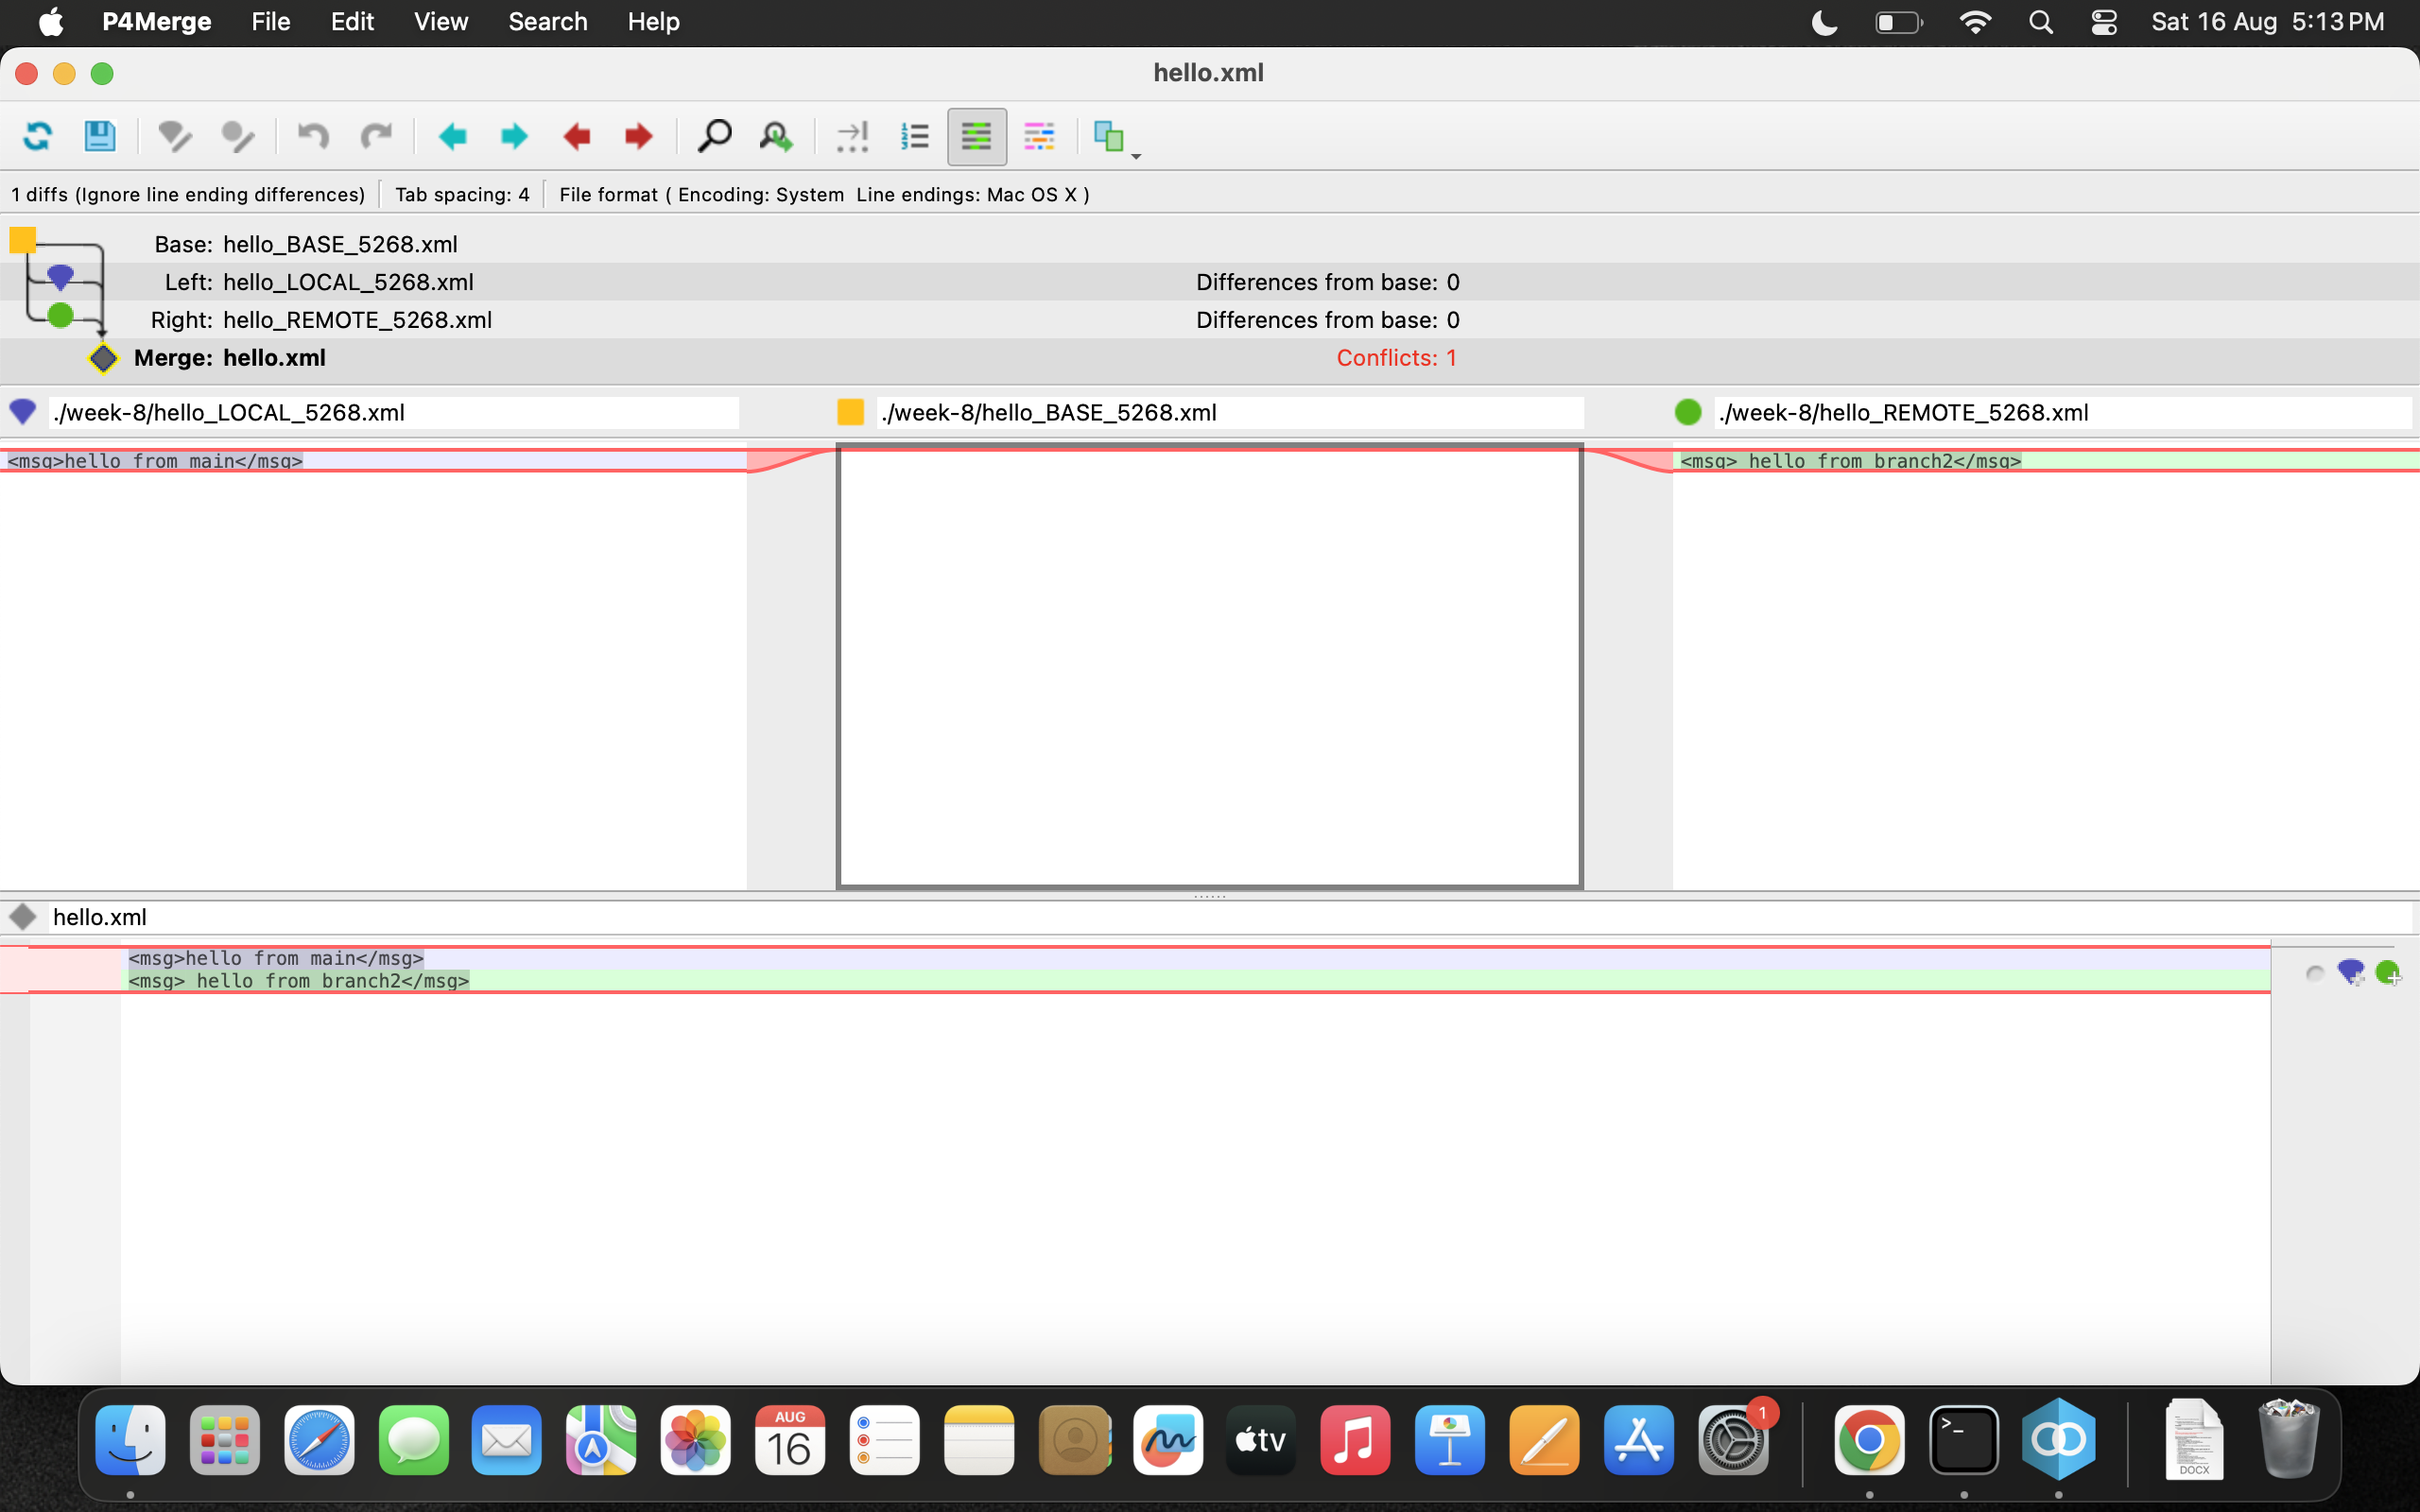 P4Merge File Edit View Search Help Sat 16 Aug 5:13 PM
hello.xml
1 diffs (Ignore line ending differences) Tab spacing: 4 File format ( Encoding: System Line endings: Mac OS X )
Base: hello_BASE_5268.xml
Left: hello_LOCAL_5268.xml Differences from base: 0
Right: hello_REMOTE_5268.xml Differences from base: 0
Merge: hello.xml Conflicts: 1
./week-8/hello_LOCAL_5268.xml ./week-8/hello_BASE_5268.xml ./week-8/hello_REMOTE_5268.xml
<msg>hello from main</msg> <msg> hello from branch2</msg>
hello.xml
<msg>hello from main</msg>
<msg> hello from branch2</msg>
AUG
16
tv
1
>_
DOCX